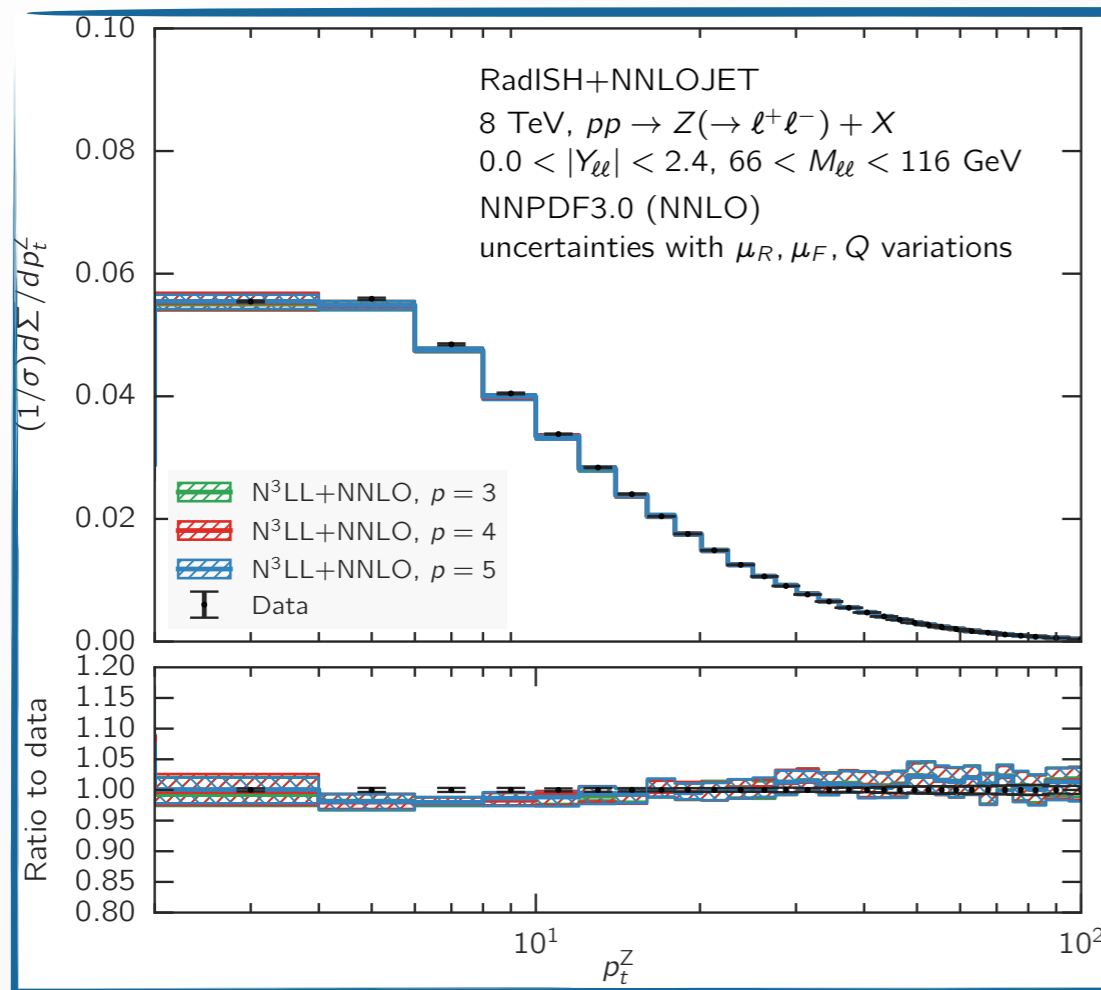 0.10
RadISH+NNLOJET
8 TeV, pp → Z(→ ℓ⁺ℓ⁻) + X
0.0 < |Y_ℓℓ| < 2.4, 66 < M_ℓℓ < 116 GeV
NNPDF3.0 (NNLO)
uncertainties with μ_R, μ_F, Q variations
0.08
0.06
0.04
0.02
0.00
(1/σ)dΣ/dp_t^Z
N³LL+NNLO, p = 3
N³LL+NNLO, p = 4
N³LL+NNLO, p = 5
Data
1.20
1.15
1.10
1.05
1.00
0.95
0.90
0.85
0.80
Ratio to data
10¹
10²
p_t^Z